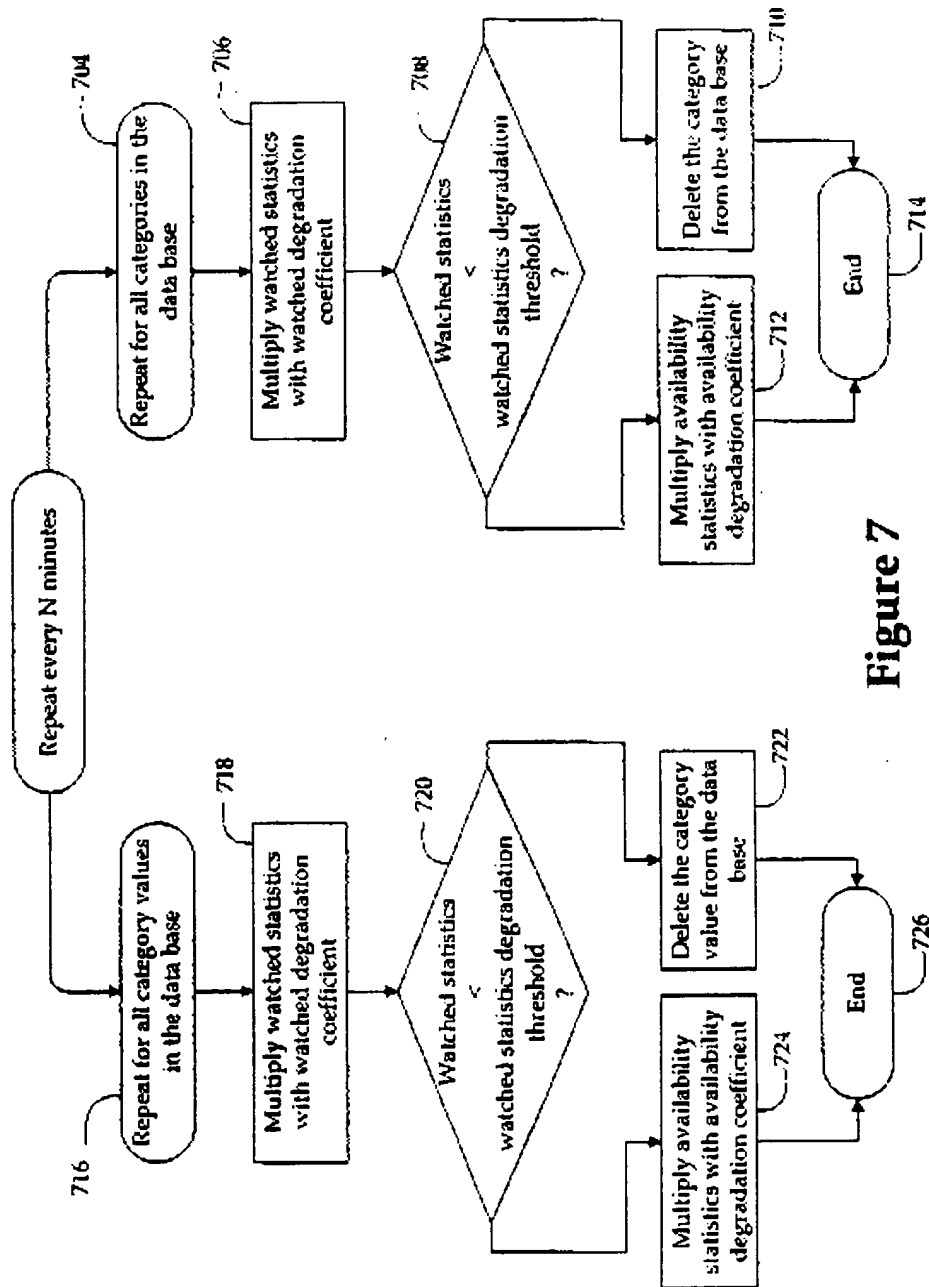 Repeat every N minutes
716
Repeat for all category values
in the data base
718
Multiply watched statistics
with watched degradation
coefficient
720
Watched statistics
<
watched statistics degradation
threshold
?
724
Multiply availability
statistics with availability
degradation coefficient
722
Delete the category
value from the data
base
End
726
704
Repeat for all categories in the
data base
706
Multiply watched statistics
with watched degradation
coefficient
708
Watched statistics
<
watched statistics degradation
threshold
?
712
Multiply availability
statistics with availability
degradation coefficient
710
Delete the category
from the data base
End
714
Figure 7